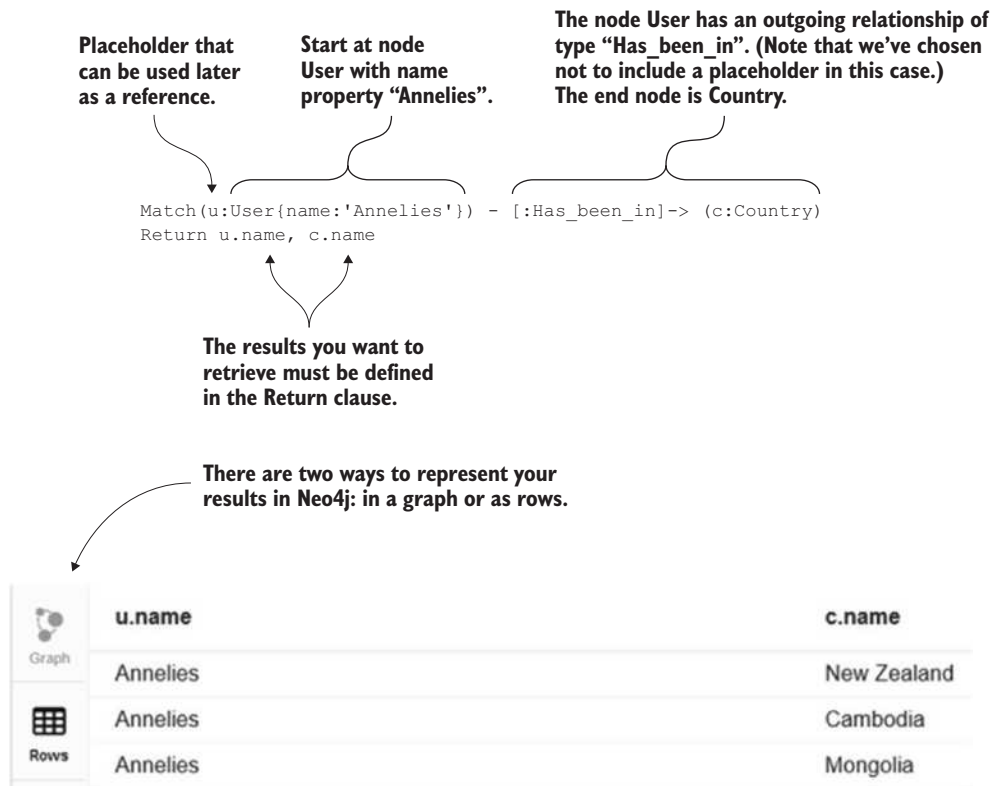 Placeholder that
can be used later
as a reference.
Start at node
User with name
property “Annelies”.
The node User has an outgoing relationship of
type “Has_been_in”. (Note that we’ve chosen
not to include a placeholder in this case.)
The end node is Country.
Match(u:User{name:'Annelies'}) - [:Has_been_in]-> (c:Country)
Return u.name, c.name
The results you want to
retrieve must be defined
in the Return clause.
There are two ways to represent your
results in Neo4j: in a graph or as rows.
Graph
Rows
u.name c.name
Annelies New Zealand
Annelies Cambodia
Annelies Mongolia